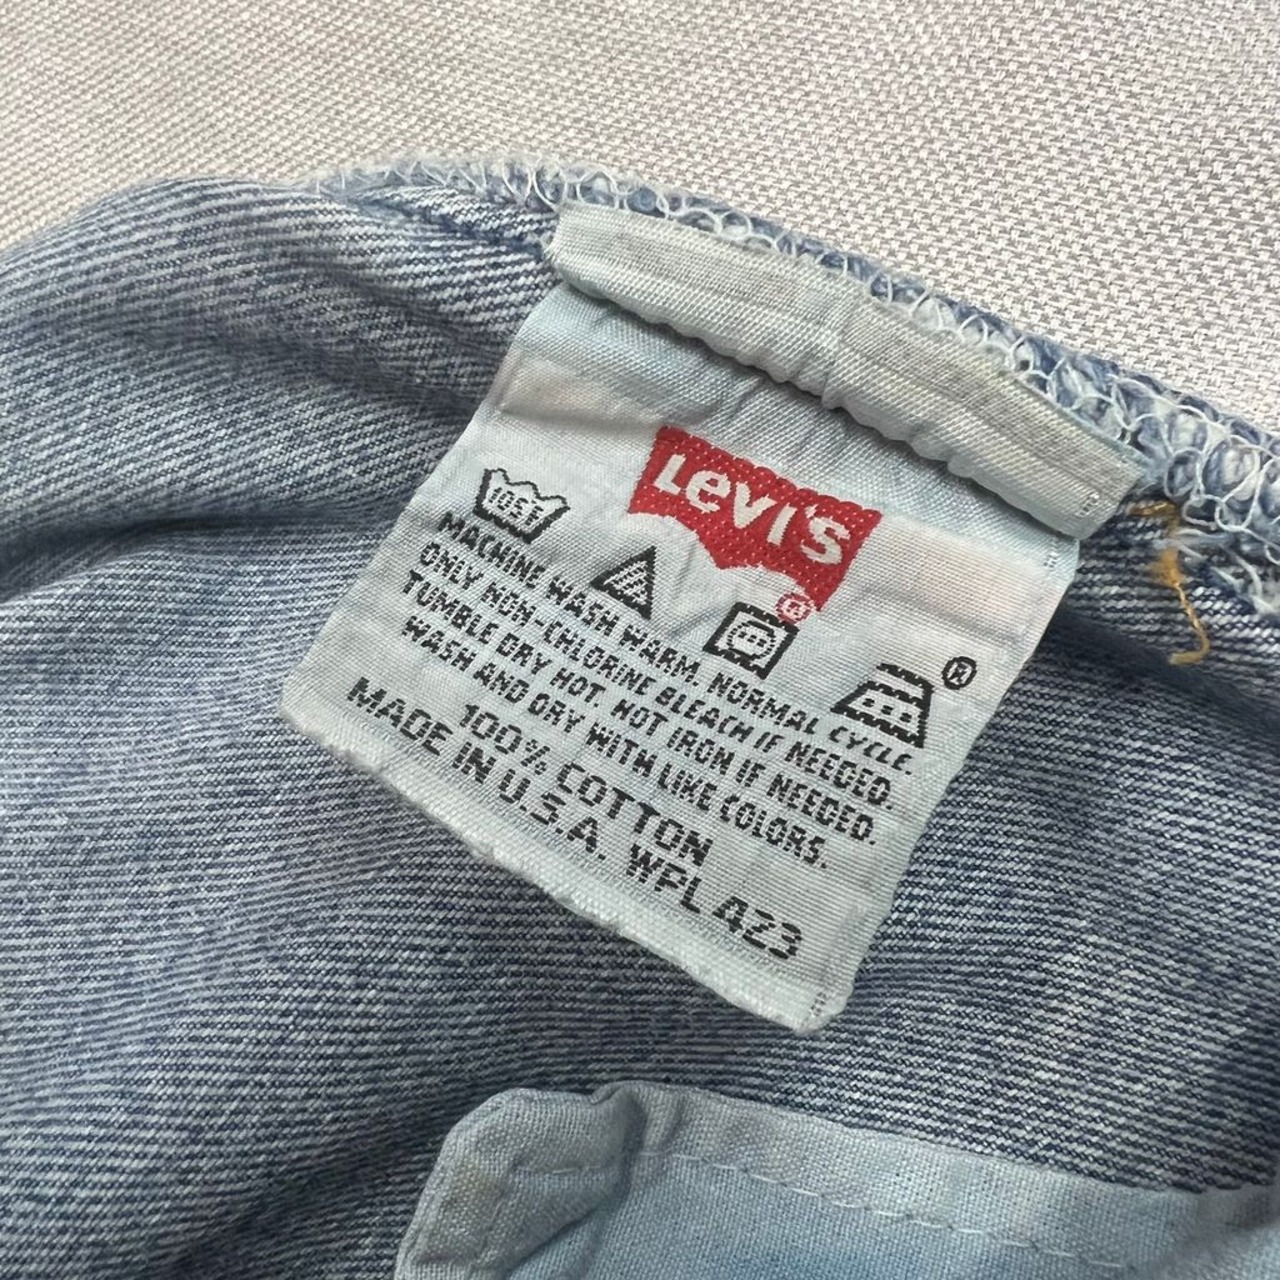 Levi's
®
105F
®
MACHINE WASH WARM. NORMAL CYCLE.
ONLY NON-CHLORINE BLEACH IF NEEDED.
TUMBLE DRY HOT. HOT IRON IF NEEDED.
WASH AND DRY WITH LIKE COLORS.
100% COTTON
MADE IN U.S.A. WPL 423